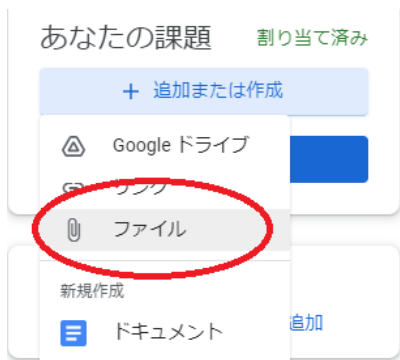 あなたの課題 割り当て済み
+ 追加または作成
Google ドライブ
リンク
ファイル
新規作成
追加
ドキュメント